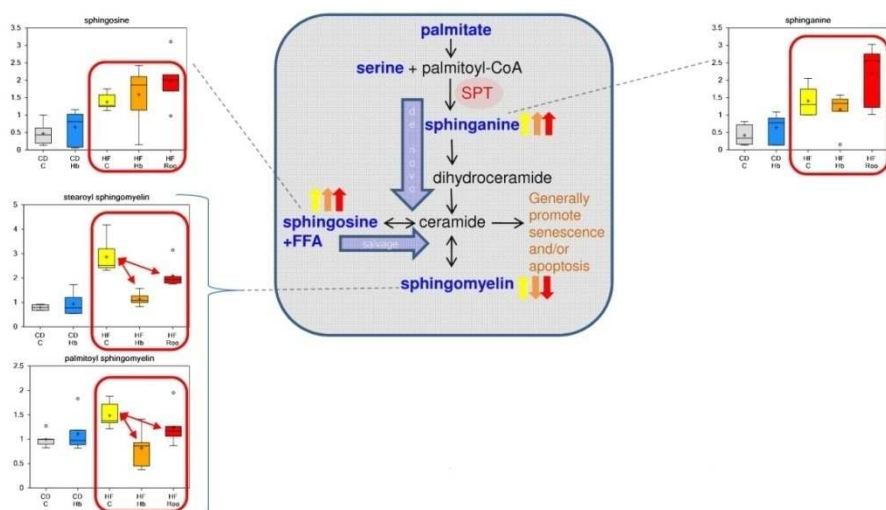 sphingosine
3.5
3
2.5
2
1.5
1
0.5
0
CD C
CD Hb
HF C
HF Hb
HF Roo
stearoyl sphingomyelin
5
4
3
2
1
0
CD C
CD Hb
HF C
HF Hb
HF Roo
palmitoyl sphingomyelin
2.5
2
1.5
1
0.5
0
CD C
CD Hb
HF C
HF Hb
HF Roo
palmitate
serine + palmitoyl-CoA
SPT
de novo
sphinganine
dihydroceramide
sphingosine
+FFA
ceramide
salvage
Generally
promote
senescence
and/or
apoptosis
sphingomyelin
sphinganine
3.5
3
2.5
2
1.5
1
0.5
0
CD C
CD Hb
HF C
HF Hb
HF Roo